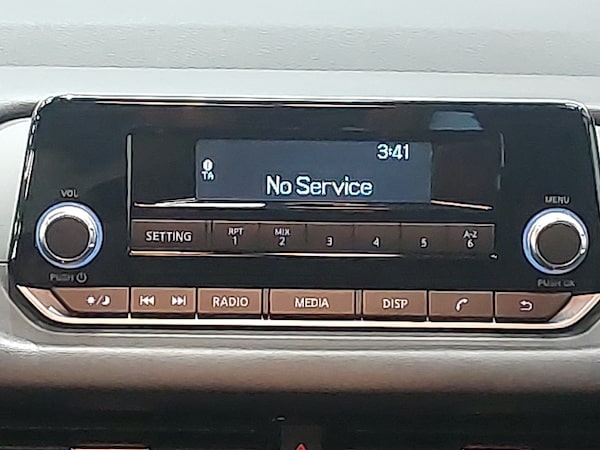 3:41
TA
No Service
VOL
MENU
SETTING
RPT
1
MIX
2
3
4
5
A-Z
6
PUSH
PUSH OK
RADIO
MEDIA
DISP